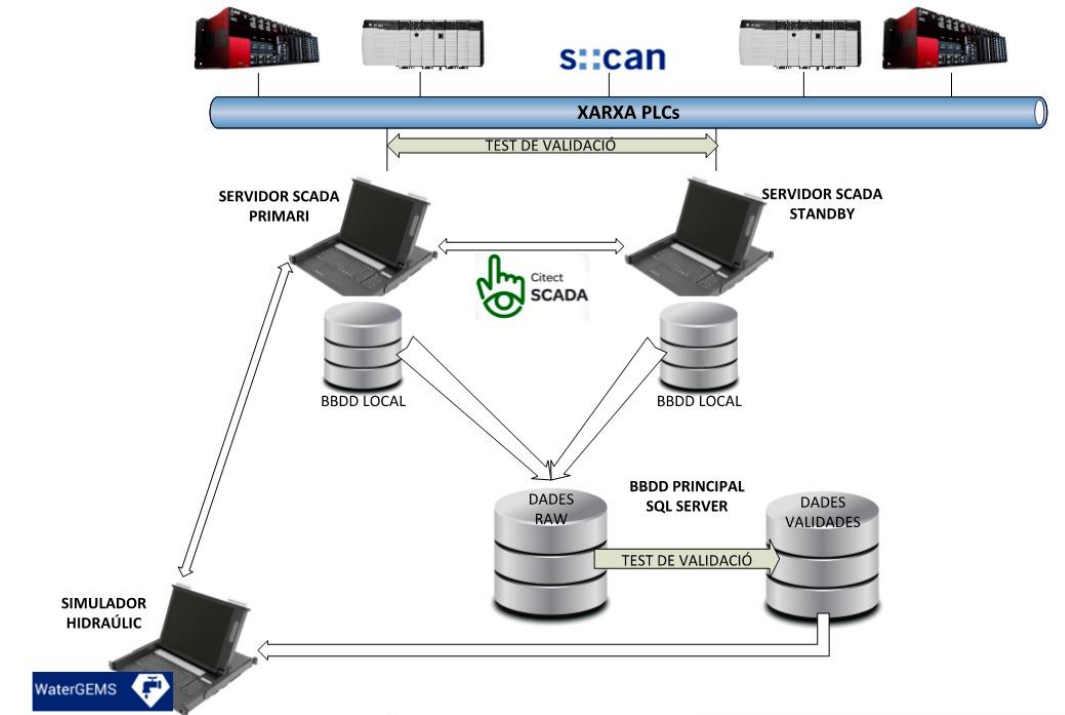 s::can
XARXA PLCs
TEST DE VALIDACIÓ
SERVIDOR SCADA
PRIMARI
SERVIDOR SCADA
STANDBY
Citect
SCADA
BBDD LOCAL
BBDD LOCAL
DADES
RAW
BBDD PRINCIPAL
SQL SERVER
DADES
VALIDADES
TEST DE VALIDACIÓ
SIMULADOR
HIDRAÚLIC
WaterGEMS